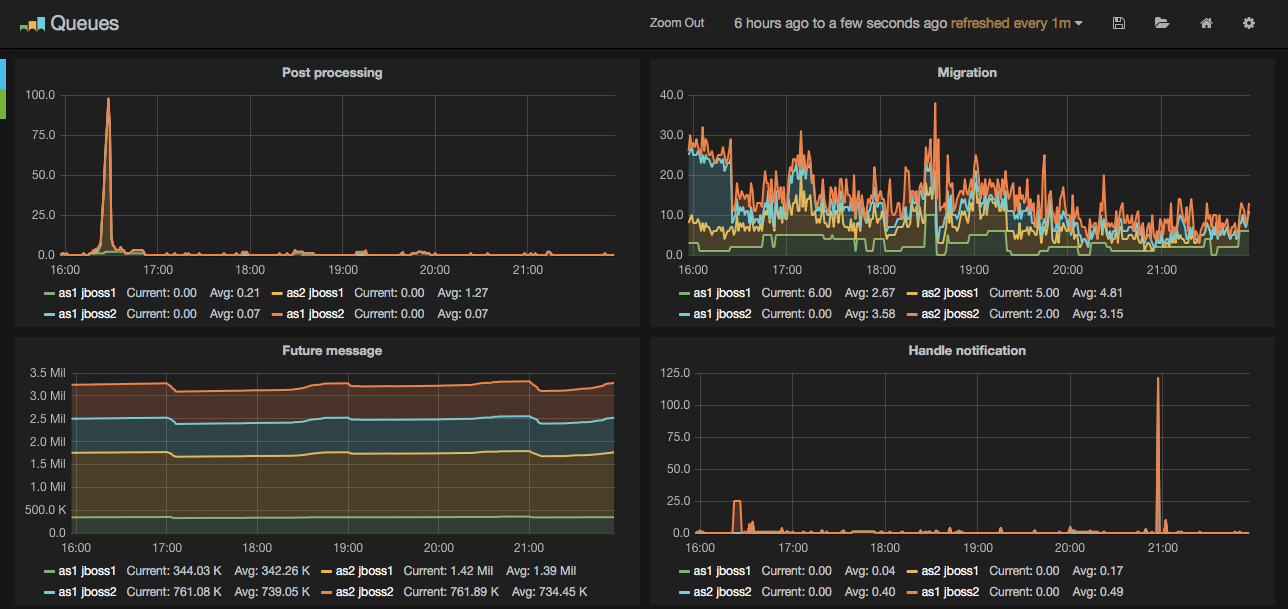 Queues
Zoom Out 6 hours ago to a few seconds ago refreshed every 1m
Post processing
100.0
75.0
50.0
25.0
0.0
16:00 17:00 18:00 19:00 20:00 21:00
as1 jboss1 Current: 0.00 Avg: 0.21 as2 jboss1 Current: 0.00 Avg: 1.27
as1 jboss2 Current: 0.00 Avg: 0.07 as1 jboss2 Current: 0.00 Avg: 0.07
Migration
40.0
30.0
20.0
10.0
0.0
16:00 17:00 18:00 19:00 20:00 21:00
as1 jboss1 Current: 6.00 Avg: 2.67 as2 jboss1 Current: 5.00 Avg: 4.81
as1 jboss2 Current: 0.00 Avg: 3.58 as2 jboss2 Current: 2.00 Avg: 3.15
Future message
3.5 Mil
3.0 Mil
2.5 Mil
2.0 Mil
1.5 Mil
1.0 Mil
500.0 K
0.0
16:00 17:00 18:00 19:00 20:00 21:00
as1 jboss1 Current: 344.03 K Avg: 342.26 K as2 jboss1 Current: 1.42 Mil Avg: 1.39 Mil
as1 jboss2 Current: 761.08 K Avg: 739.05 K as2 jboss2 Current: 761.89 K Avg: 734.45 K
Handle notification
125.0
100.0
75.0
50.0
25.0
0.0
16:00 17:00 18:00 19:00 20:00 21:00
as1 jboss1 Current: 0.00 Avg: 0.04 as2 jboss1 Current: 0.00 Avg: 0.17
as2 jboss2 Current: 0.00 Avg: 0.40 as1 jboss2 Current: 0.00 Avg: 0.49